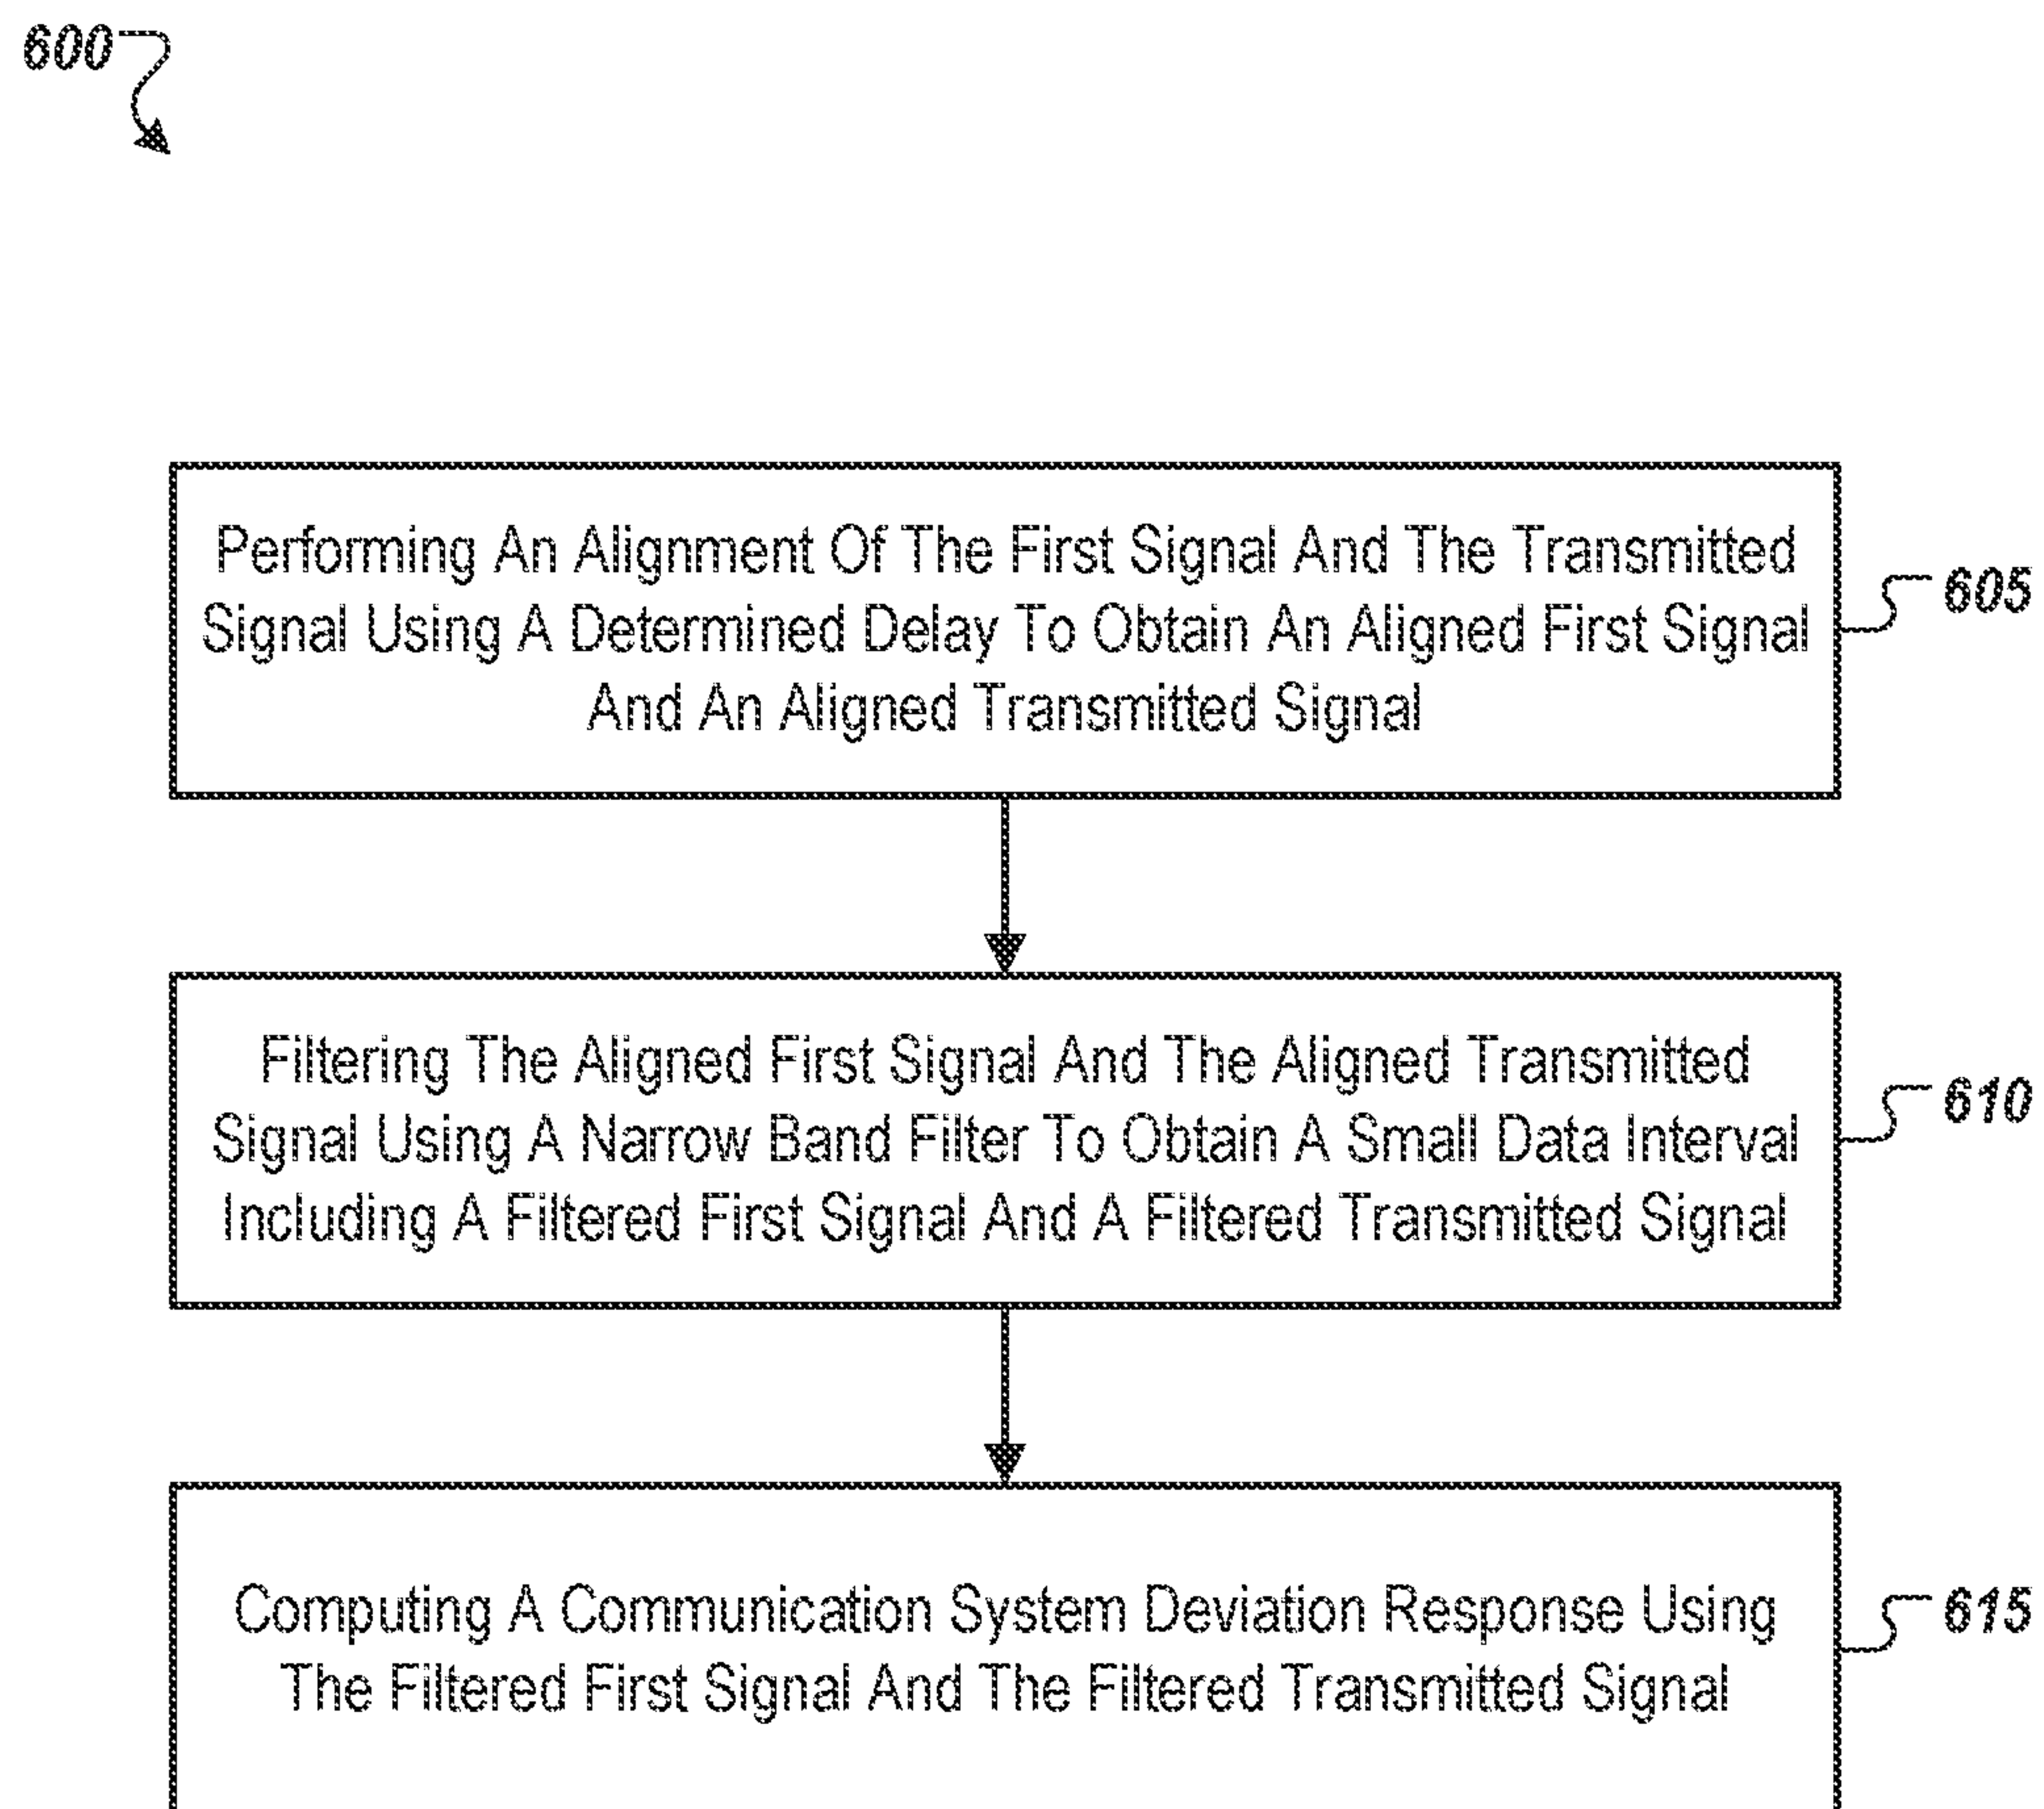 600
Performing An Alignment Of The First Signal And The Transmitted
Signal Using A Determined Delay To Obtain An Aligned First Signal
And An Aligned Transmitted Signal
605
Filtering The Aligned First Signal And The Aligned Transmitted
Signal Using A Narrow Band Filter To Obtain A Small Data Interval
Including A Filtered First Signal And A Filtered Transmitted Signal
610
Computing A Communication System Deviation Response Using
The Filtered First Signal And The Filtered Transmitted Signal
615